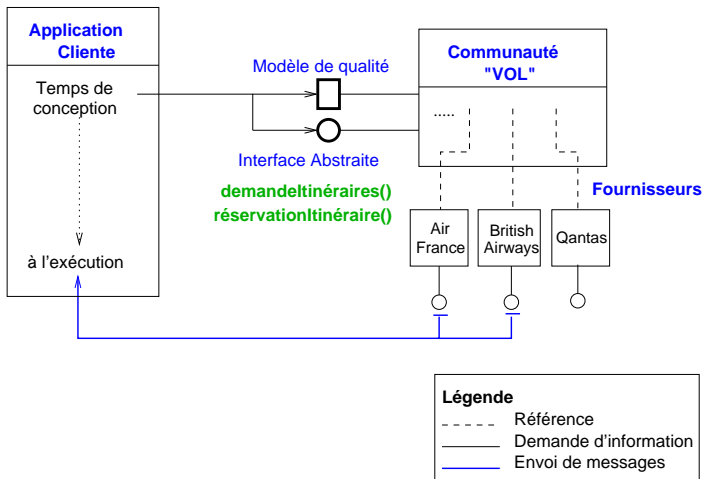 Application
Cliente
Temps de
conception
à l'exécution
Modèle de qualité
Interface Abstraite
demandeItinéraires()
réservationItinéraire()
Communauté
"VOL"
.....
Fournisseurs
Air
France
British
Airways
Qantas
Légende
Référence
Demande d'information
Envoi de messages